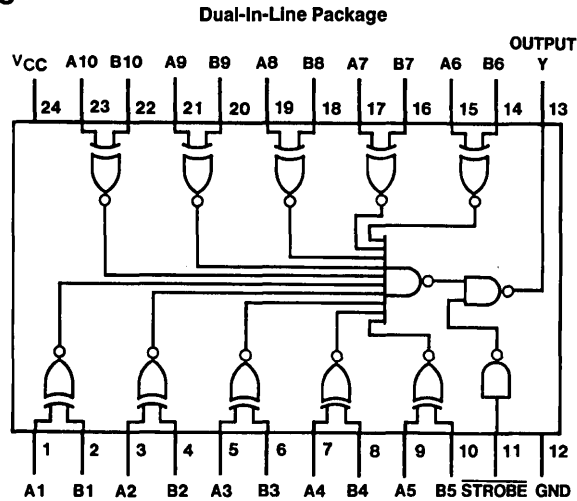 Dual-In-Line Package
OUTPUT
VCC A10 B10 A9 B9 A8 B8 A7 B7 A6 B6 Y
24 23 22 21 20 19 18 17 16 15 14 13
1 2 3 4 5 6 7 8 9 10 11 12
A1 B1 A2 B2 A3 B3 A4 B4 A5 B5 STROBE GND